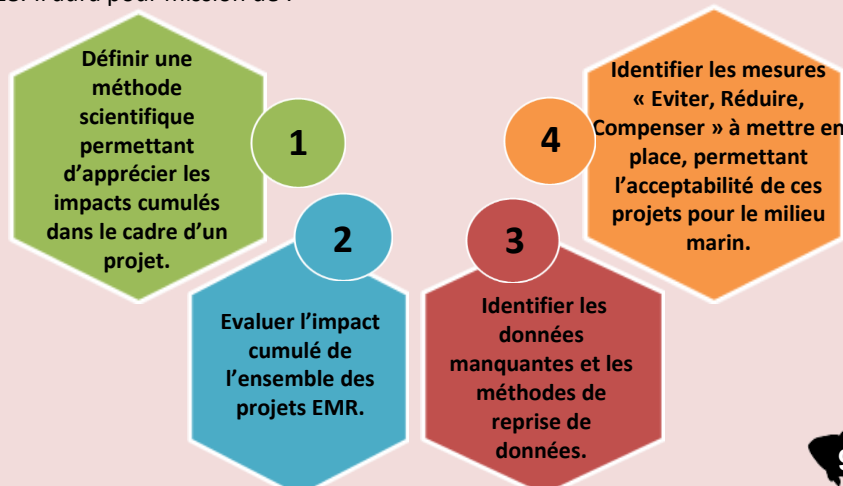 Définir une
méthode
scientifique
permettant
d’apprécier les
impacts cumulés
dans le cadre d’un
projet.
1
2
Evaluer l’impact
cumulé de
l’ensemble des
projets EMR.
3
Identifier les
données
manquantes et les
méthodes de
reprise de
données.
4
Identifier les mesures
« Eviter, Réduire,
Compenser » à mettre en
place, permettant
l’acceptabilité de ces
projets pour le milieu
marin.
9